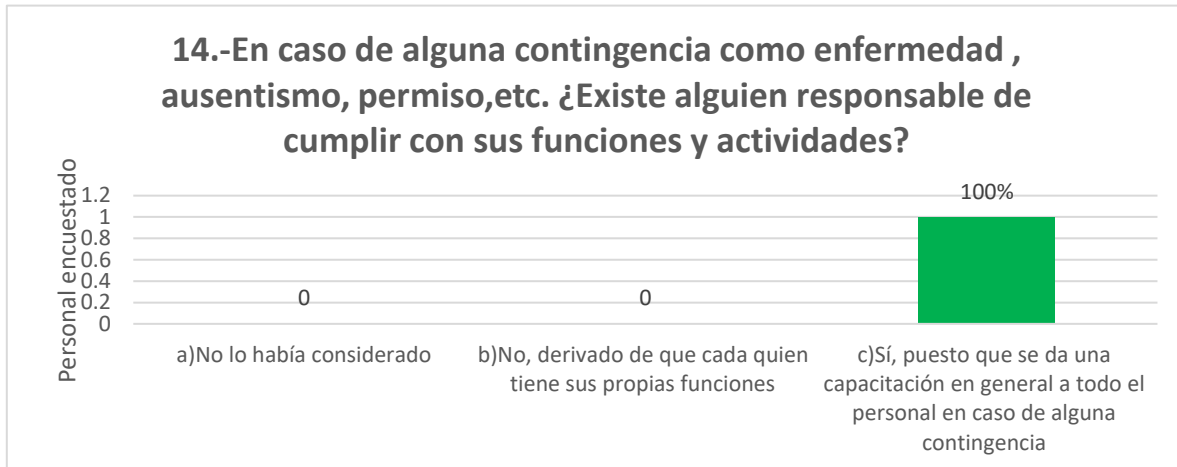 14.-En caso de alguna contingencia como enfermedad ,
ausentismo, permiso,etc. ¿Existe alguien responsable de
cumplir con sus funciones y actividades?
Personal encuestado
1.2
1
0.8
0.6
0.4
0.2
0
0
0
100%
a)No lo había considerado
b)No, derivado de que cada quien
tiene sus propias funciones
c)Sí, puesto que se da una
capacitación en general a todo el
personal en caso de alguna
contingencia